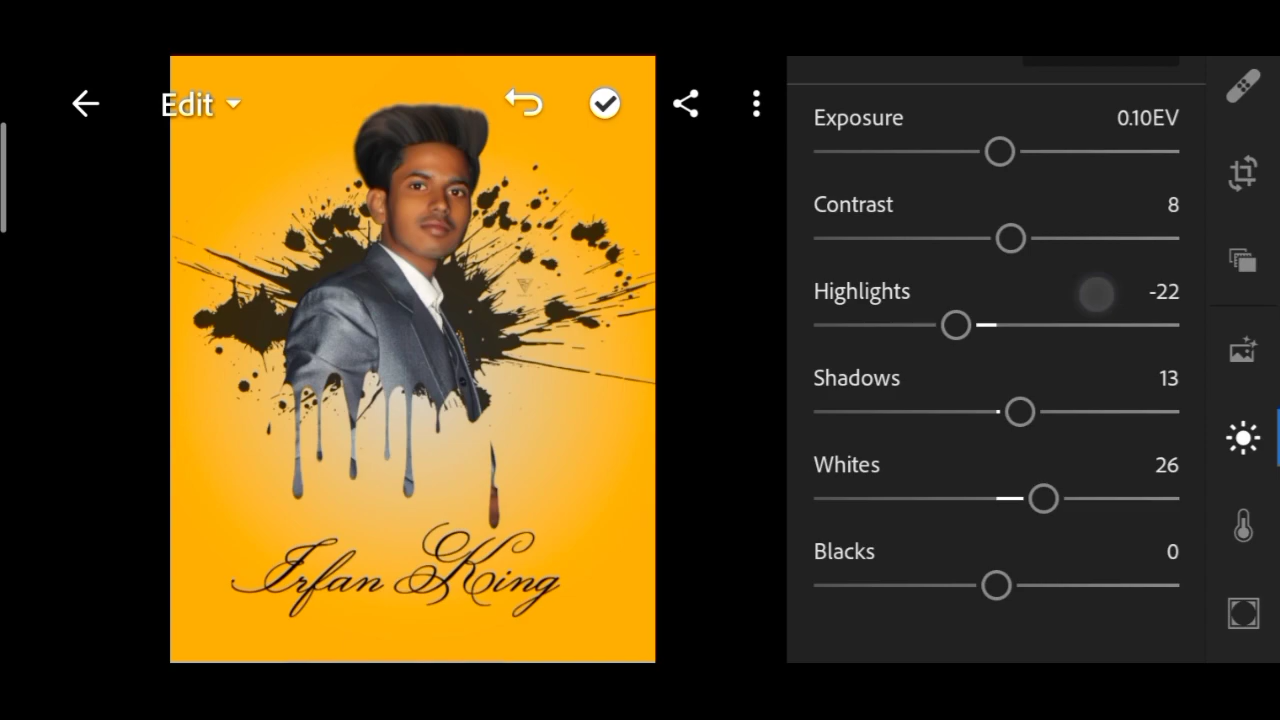 Edit
Exposure 0.10EV
Contrast 8
Highlights -22
Shadows 13
Whites 26
Blacks 0
Irfan King